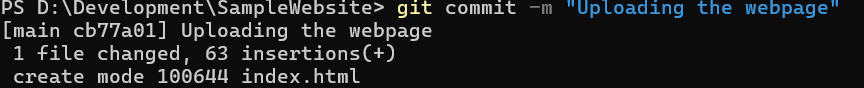 PS D:\Development\SampleWebsite> git commit -m "Uploading the webpage"
[main cb77a01] Uploading the webpage
 1 file changed, 63 insertions(+)
 create mode 100644 index.html